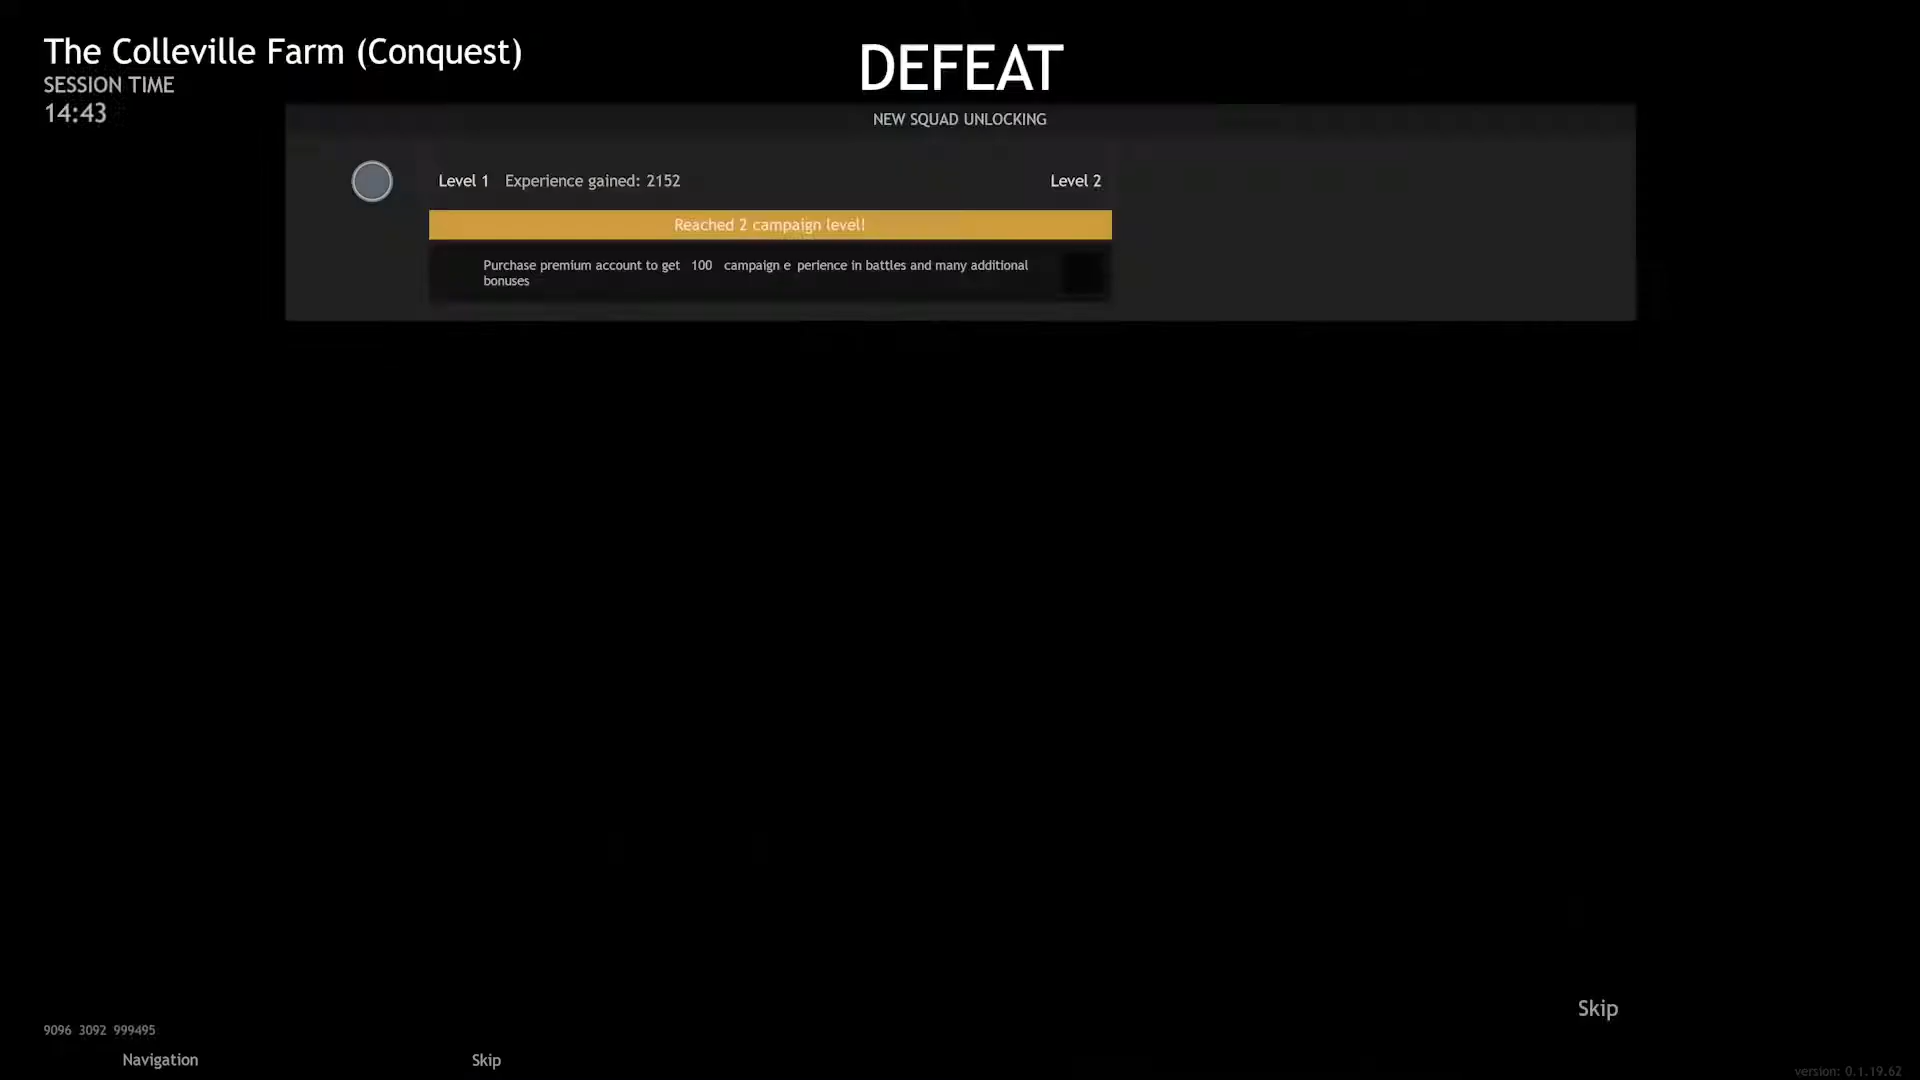 The Colleville Farm (Conquest)
SESSION TIME
14:43
DEFEAT
NEW SQUAD UNLOCKING
Level 1 Experience gained: 2152 Level 2
Reached 2 campaign level!
Purchase premium account to get 100 campaign e perience in battles and many additional
bonuses
Skip
9096 3092 999495
Navigation Skip
version: 0.1.19.62